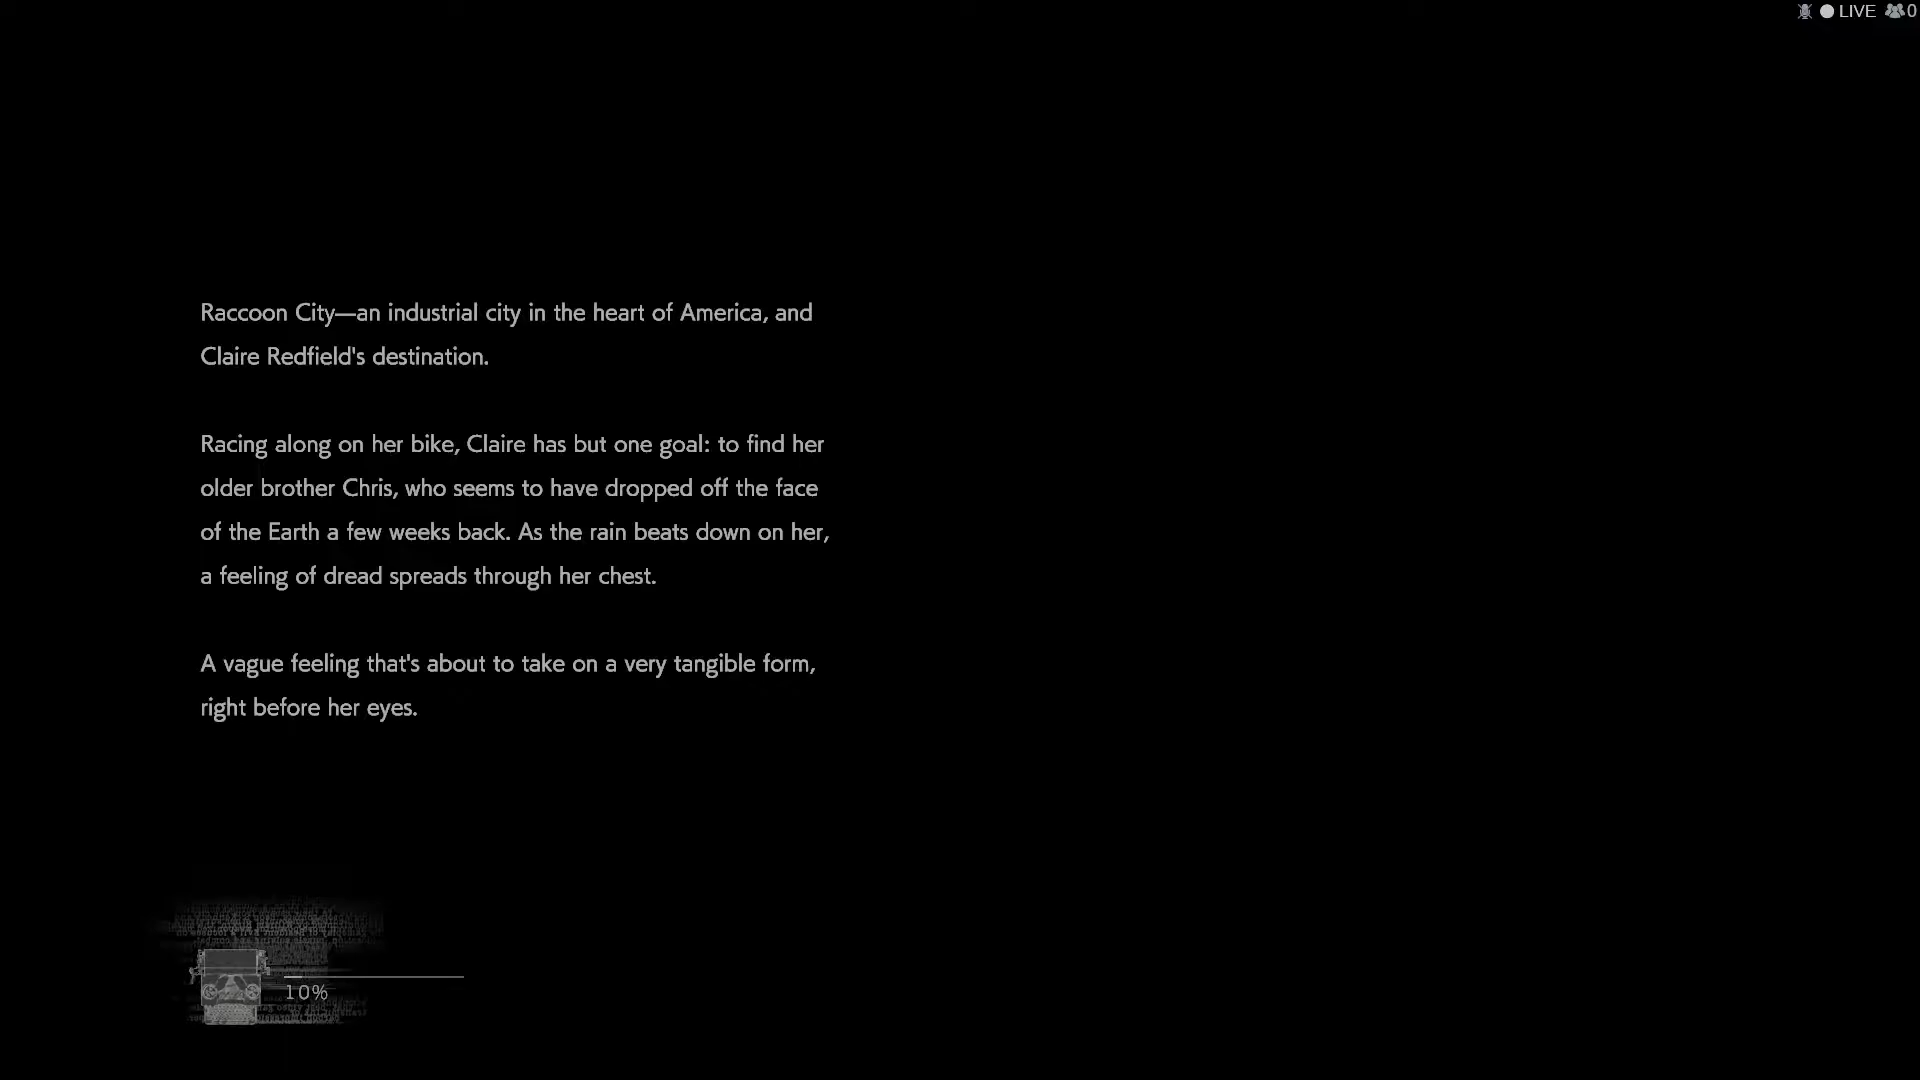 LIVE 0
Raccoon City—an industrial city in the heart of America, and
Claire Redfield's destination.
Racing along on her bike, Claire has but one goal: to find her
older brother Chris, who seems to have dropped off the face
of the Earth a few weeks back. As the rain beats down on her,
a feeling of dread spreads through her chest.
A vague feeling that's about to take on a very tangible form,
right before her eyes.
10%